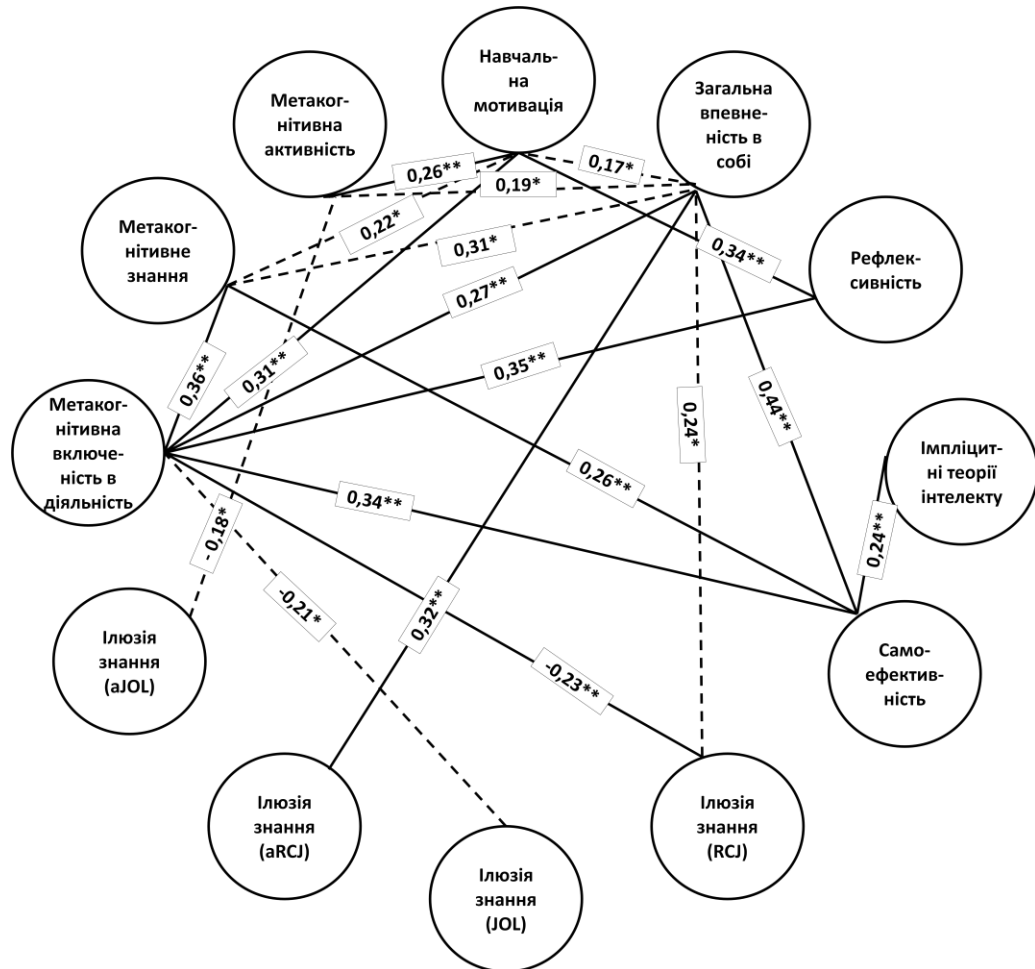 Навчаль-
на
мотивація
Метаког-
нітивна
активність
Загальна
впевне-
ність в
собі
0,26**
0,17*
0,19*
Метаког-
нітивне
знання
0,22*
0,31*
0,34**
Рефлек-
сивність
0,27**
0,36**
0,31**
0,35**
0,24*
0,44**
Метаког-
нітивна
включе-
ність в
діяльність
Імпліцит-
ні теорії
інтелекту
0,26**
0,34**
0,24**
- 0,18*
-0,21*
0,32**
-0,23**
Ілюзія
знання
(aJOL)
Само-
ефектив-
ність
Ілюзія
знання
(aRCJ)
Ілюзія
знання
(RCJ)
Ілюзія
знання
(JOL)